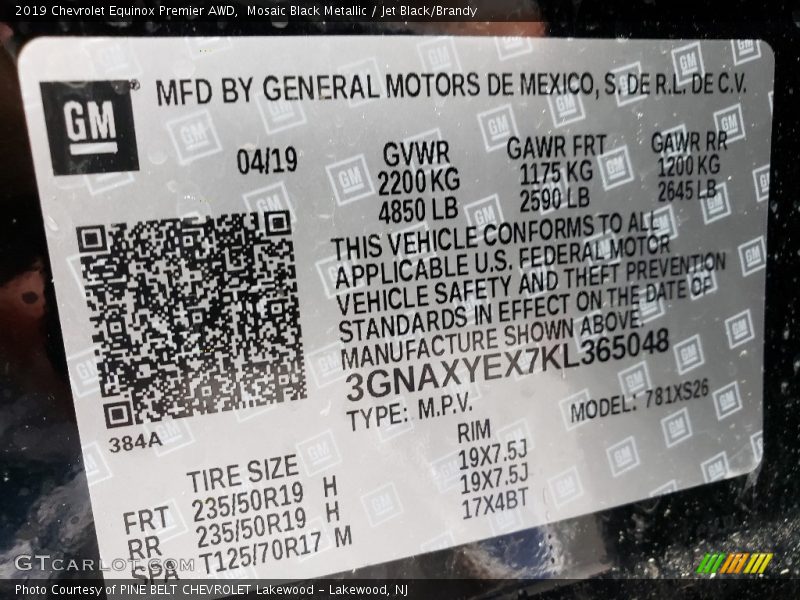 2019 Chevrolet Equinox Premier AWD,  Mosaic Black Metallic / Jet Black/Brandy
GM
MFD BY GENERAL MOTORS DE MEXICO, S. DE R.L. DE C.V.
04/19 GVWR GAWR FRT GAWR RR
2200 KG 1175 KG 1200 KG
4850 LB 2590 LB 2645 LB
THIS VEHICLE CONFORMS TO ALL
APPLICABLE U.S. FEDERAL MOTOR
VEHICLE SAFETY AND THEFT PREVENTION
STANDARDS IN EFFECT ON THE DATE OF
MANUFACTURE SHOWN ABOVE.
3GNAXYEX7KL365048
TYPE: M.P.V. MODEL: 781XS26
384A
TIRE SIZE RIM
FRT 235/50R19 H 19X7.5J
RR 235/50R19 H 19X7.5J
SPA T125/70R17 M 17X4BT
GTCarlot.com
Photo Courtesy of PINE BELT CHEVROLET Lakewood – Lakewood, NJ